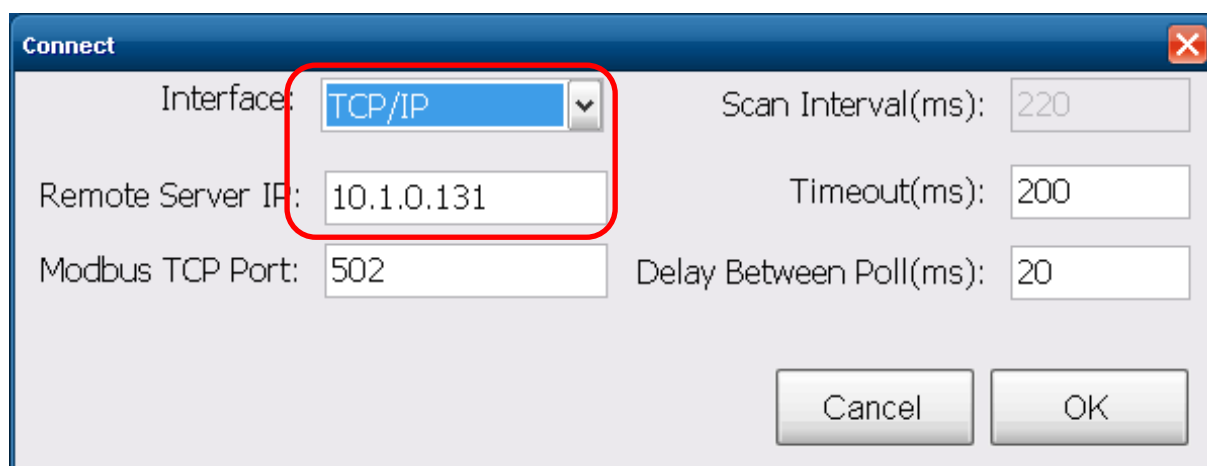 Connect
Interface: TCP/IP Scan Interval(ms): 220
Remote Server IP: 10.1.0.131 Timeout(ms): 200
Modbus TCP Port: 502 Delay Between Poll(ms): 20
Cancel OK